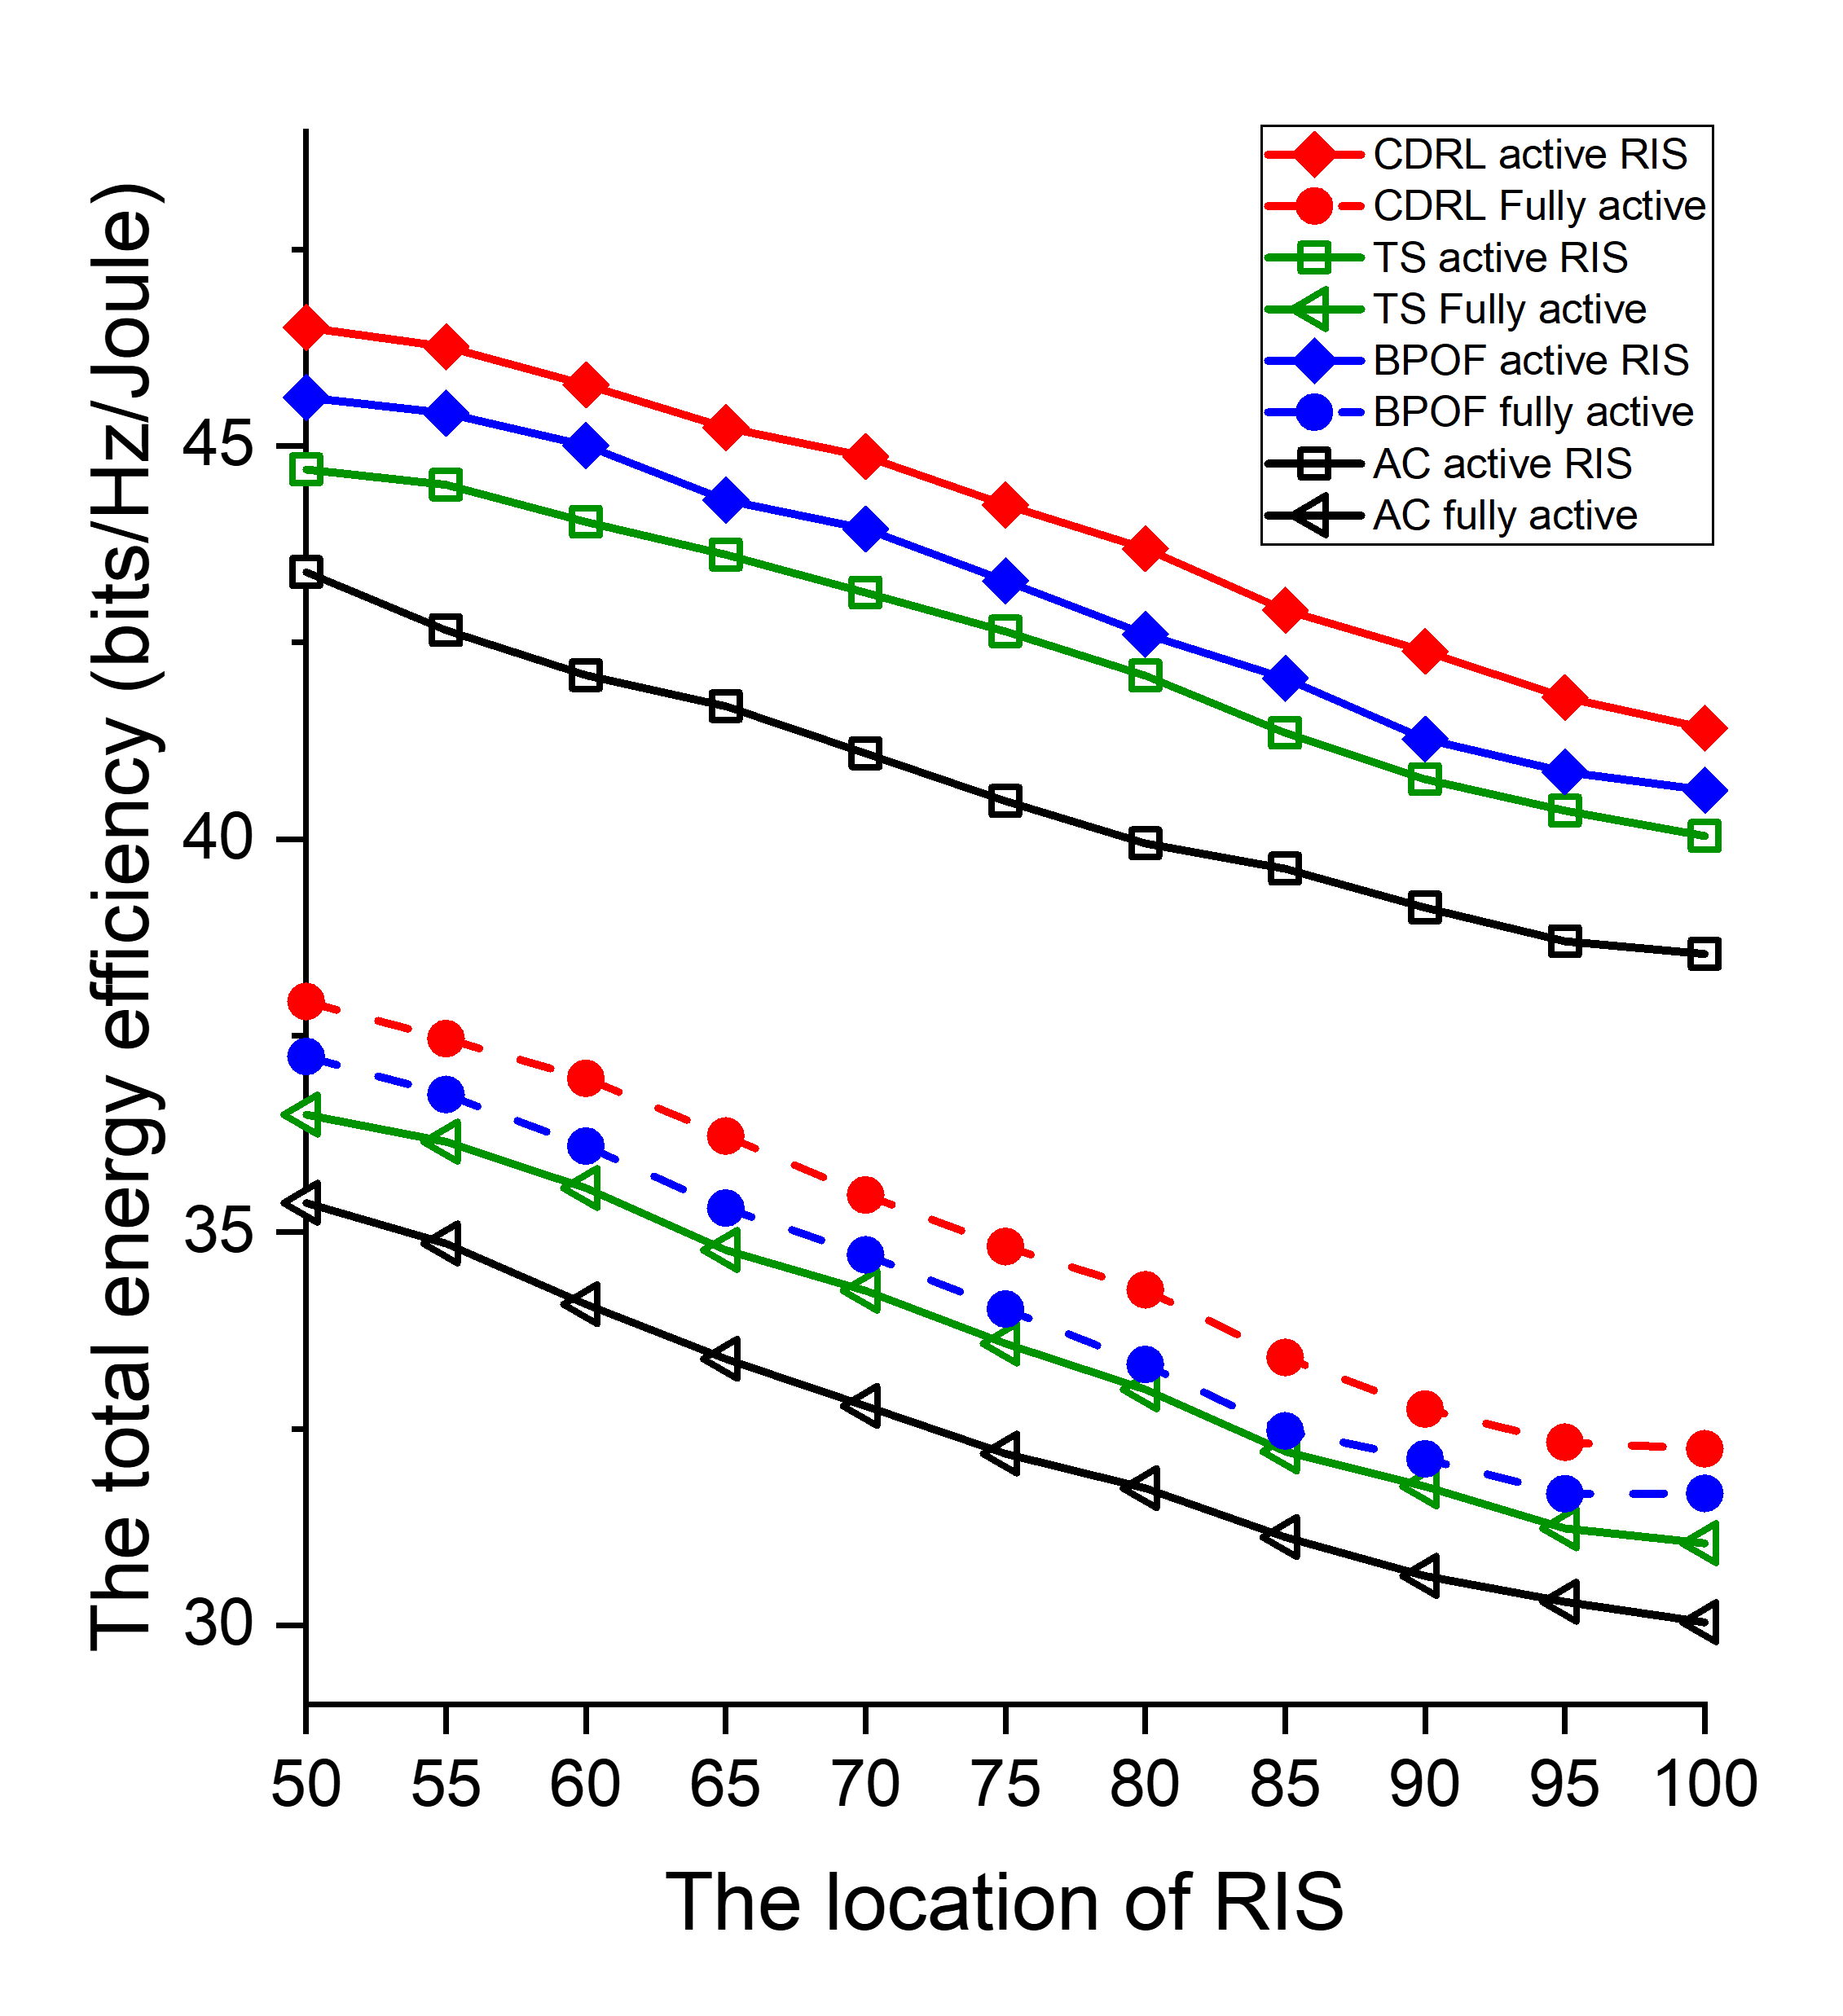 CDRL active RIS
CDRL Fully active
TS active RIS
TS Fully active
BPOF active RIS
BPOF fully active
AC active RIS
AC fully active
The total energy efficiency (bits/Hz/Joule)
45
40
35
30
50 55 60 65 70 75 80 85 90 95 100
The location of RIS